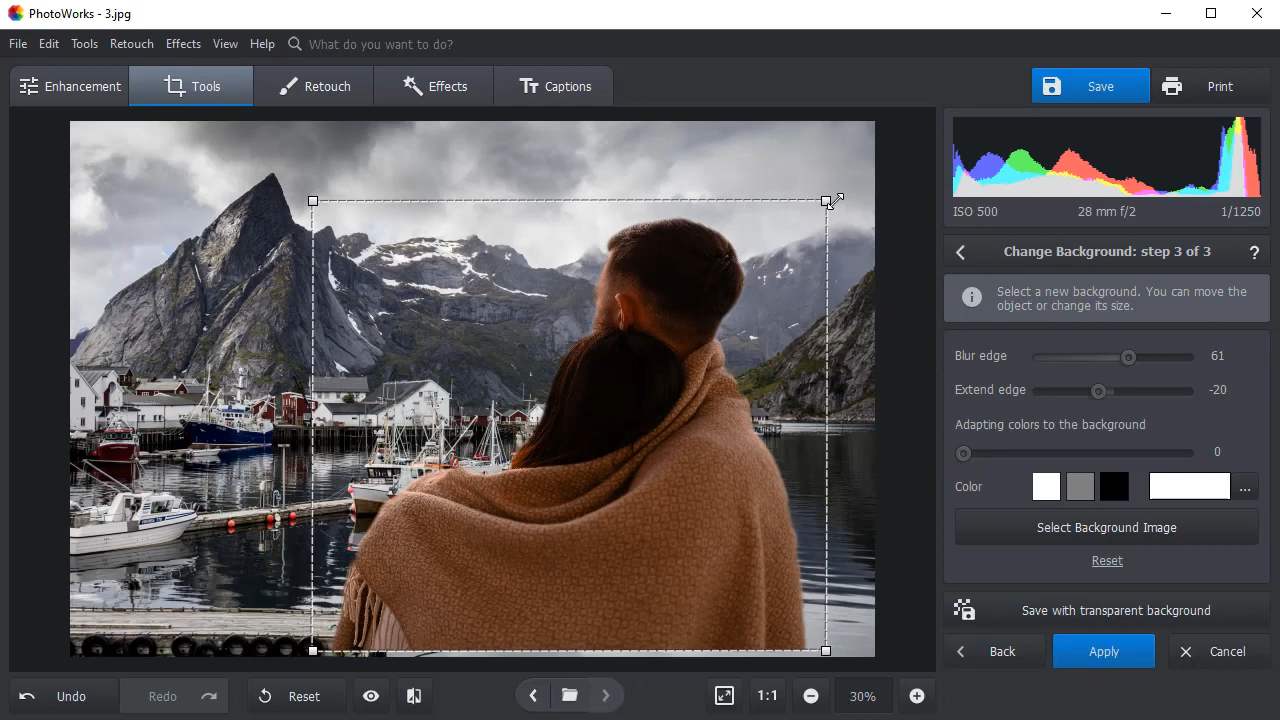 PhotoWorks - 3.jpg
File Edit Tools Retouch Effects View Help What do you want to do?
Enhancement Tools Retouch Effects Captions Save Print
ISO 500 28 mm f/2 1/1250
Change Background: step 3 of 3 ?
Select a new background. You can move the
object or change its size.
Blur edge 61
Extend edge -20
Adapting colors to the background
0
Color ...
Select Background Image
Reset
Save with transparent background
Back Apply Cancel
Undo Redo Reset 1:1 30%